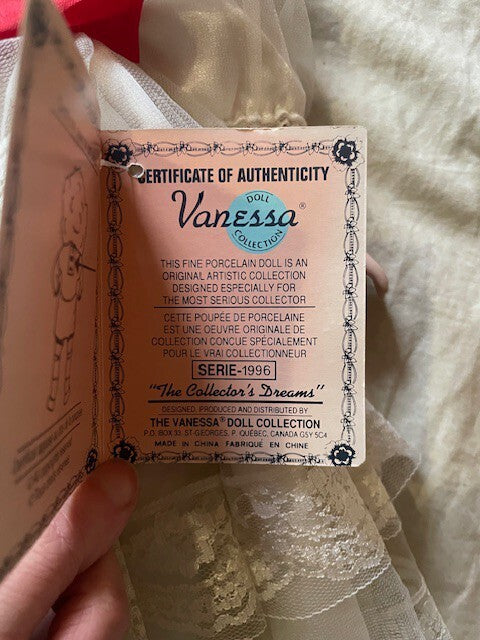 CERTIFICATE OF AUTHENTICITY
DOLL
Vanessa®
COLLECTION
THIS FINE PORCELAIN DOLL IS AN
ORIGINAL ARTISTIC COLLECTION
DESIGNED ESPECIALLY FOR
THE MOST SERIOUS COLLECTOR
CETTE POUPÉE DE PORCELAINE
EST UNE OEUVRE ORIGINALE DE
COLLECTION CONCUE SPÉCIALEMENT
POUR LE VRAI COLLECTIONNEUR
SERIE-1996
"The Collector's Dreams"
DESIGNED, PRODUCED AND DISTRIBUTED BY
THE VANESSA® DOLL COLLECTION
P.O. BOX 33, ST-GEORGES, P. QUÉBEC, CANADA G5Y 5C4
MADE IN CHINA FABRIQUE EN CHINE